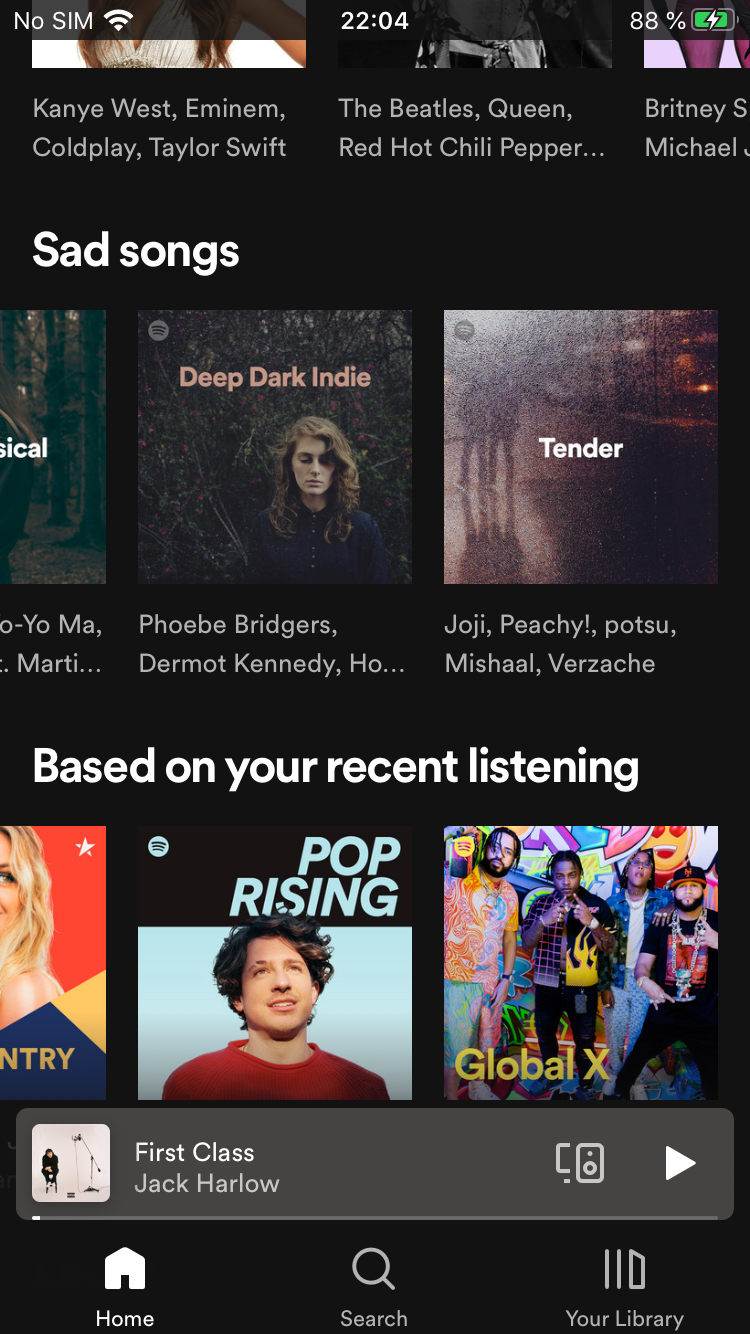 No SIM 22:04 88 %
Kanye West, Eminem,
Coldplay, Taylor Swift
The Beatles, Queen,
Red Hot Chili Pepper...
Britney S
Michael J
Sad songs
sical
Deep Dark Indie
Tender
o-Yo Ma,
t. Marti...
Phoebe Bridgers,
Dermot Kennedy, Ho...
Joji, Peachy!, potsu,
Mishaal, Verzache
Based on your recent listening
NTRY
POP
RISING
Global X
First Class
Jack Harlow
Home
Search
Your Library